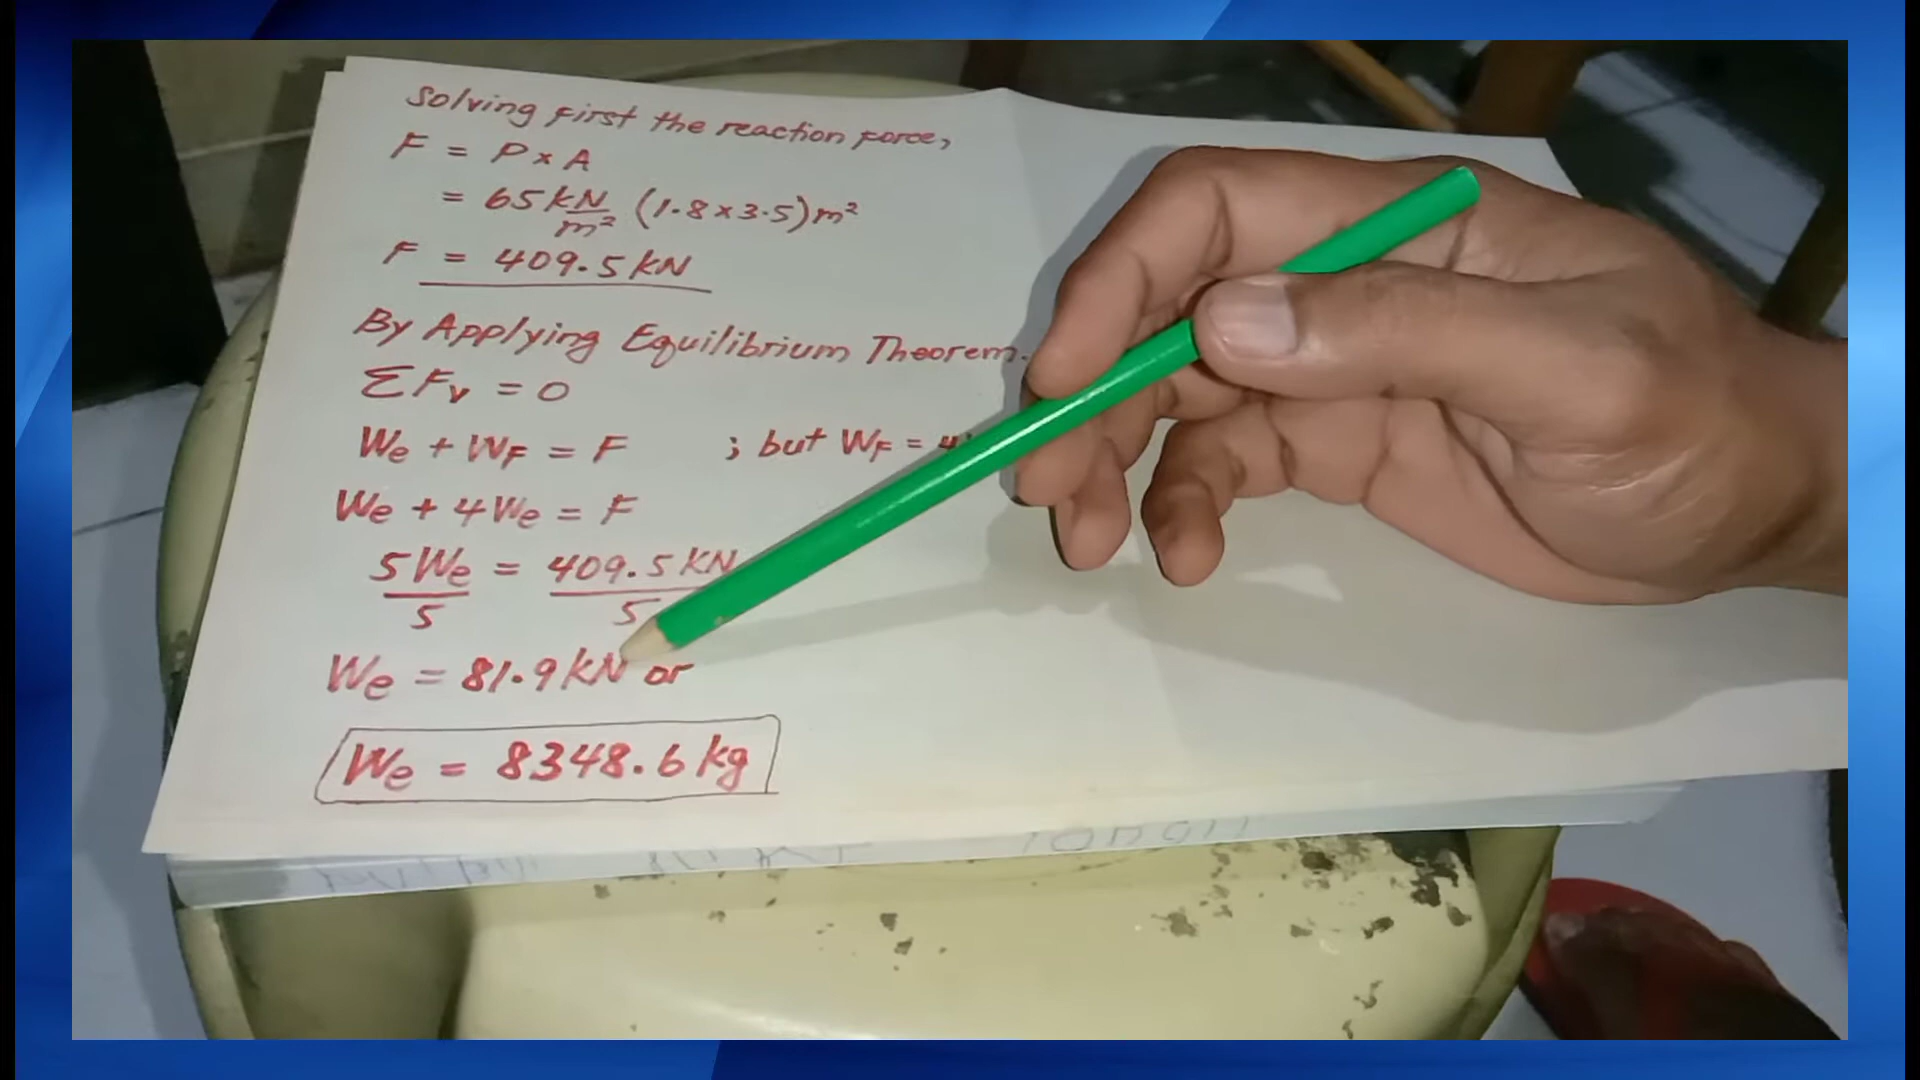 Solving first the reaction force,
F = P x A
= 65 kN/m² (1.8 x 3.5) m²
F = 409.5 kN
By Applying Equilibrium Theorem.
ΣFv = 0
We + WF = F ; but WF = 4
We + 4We = F
5We/5 = 409.5 KN/5
We = 81.9 kN or
We = 8348.6 kg